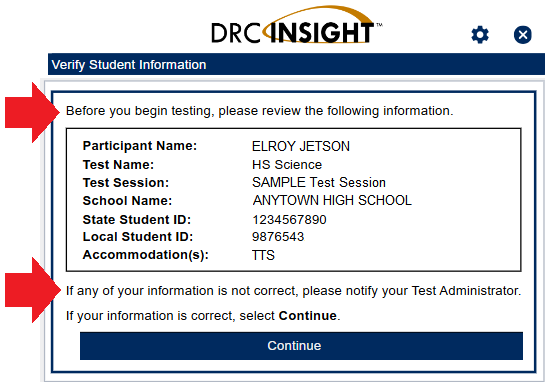 DRC INSIGHT™
Verify Student Information
Before you begin testing, please review the following information.
Participant Name: ELROY JETSON
Test Name: HS Science
Test Session: SAMPLE Test Session
School Name: ANYTOWN HIGH SCHOOL
State Student ID: 1234567890
Local Student ID: 9876543
Accommodation(s): TTS
If any of your information is not correct, please notify your Test Administrator.
If your information is correct, select Continue.
Continue